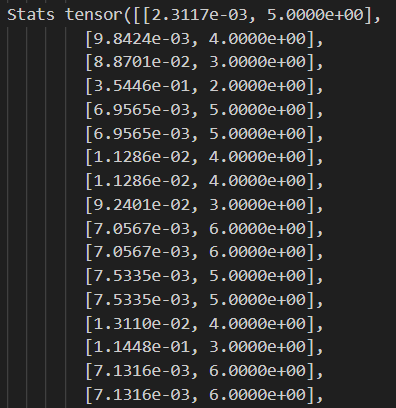 Stats tensor([[2.3117e-03, 5.0000e+00],
[9.8424e-03, 4.0000e+00],
[8.8701e-02, 3.0000e+00],
[3.5446e-01, 2.0000e+00],
[6.9565e-03, 5.0000e+00],
[6.9565e-03, 5.0000e+00],
[1.1286e-02, 4.0000e+00],
[1.1286e-02, 4.0000e+00],
[9.2401e-02, 3.0000e+00],
[7.0567e-03, 6.0000e+00],
[7.0567e-03, 6.0000e+00],
[7.5335e-03, 5.0000e+00],
[7.5335e-03, 5.0000e+00],
[1.3110e-02, 4.0000e+00],
[1.1448e-01, 3.0000e+00],
[7.1316e-03, 6.0000e+00],
[7.1316e-03, 6.0000e+00],